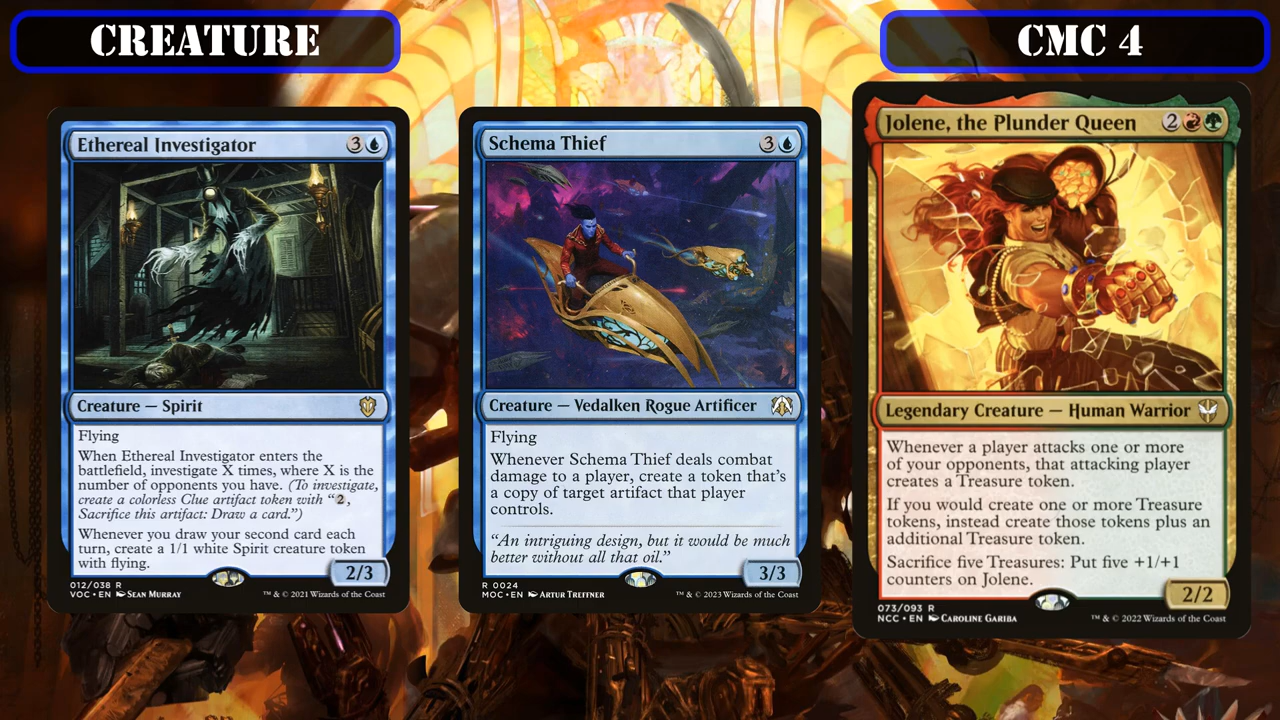 CREATURE
CMC 4
Ethereal Investigator 3
Creature — Spirit
Flying
When Ethereal Investigator enters the
battlefield, investigate X times, where X is the
number of opponents you have. (To investigate,
create a colorless Clue artifact token with “2,
Sacrifice this artifact: Draw a card.”)
Whenever you draw your second card each
turn, create a 1/1 white Spirit creature token
with flying.
2/3
012/038 R
VOC • EN Sean Murray
™ & © 2021 Wizards of the Coast
Schema Thief 3
Creature — Vedalken Rogue Artificer
Flying
Whenever Schema Thief deals combat
damage to a player, create a token that’s
a copy of target artifact that player
controls.
“An intriguing design, but it would be much
better without all that oil.”
3/3
R 0024
MOC • EN Artur Treffner
™ & © 2023 Wizards of the Coast
Jolene, the Plunder Queen 2
Legendary Creature — Human Warrior
Whenever a player attacks one or more
of your opponents, that attacking player
creates a Treasure token.
If you would create one or more Treasure
tokens, instead create those tokens plus an
additional Treasure token.
Sacrifice five Treasures: Put five +1/+1
counters on Jolene.
2/2
073/093 R
NCC • EN Caroline Gariba
™ & © 2022 Wizards of the Coast